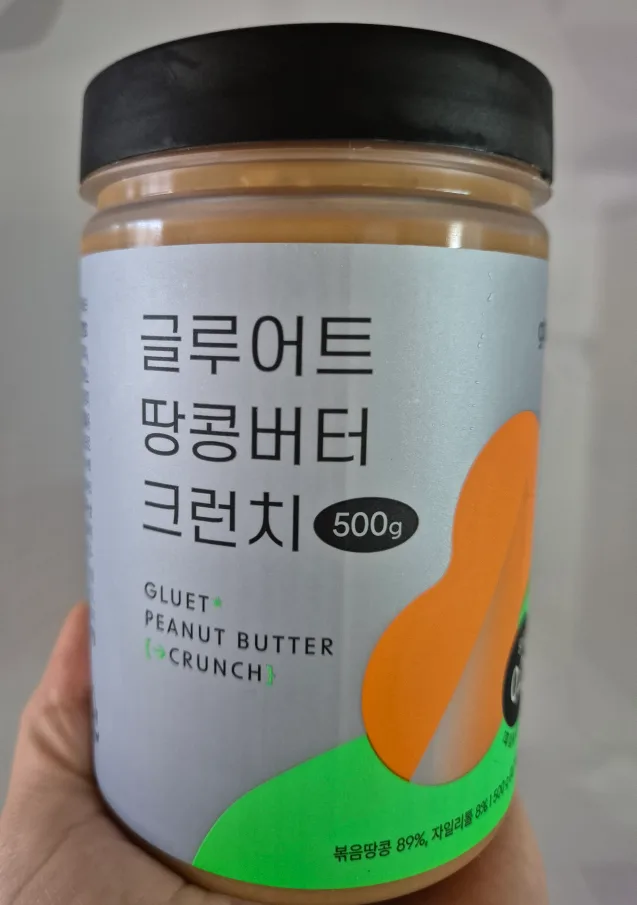 글루어트
땅콩버터
크런치 500g
GLUET*
PEANUT BUTTER
{→CRUNCH}
볶음땅콩 89%, 자일리톨 8% | 500g